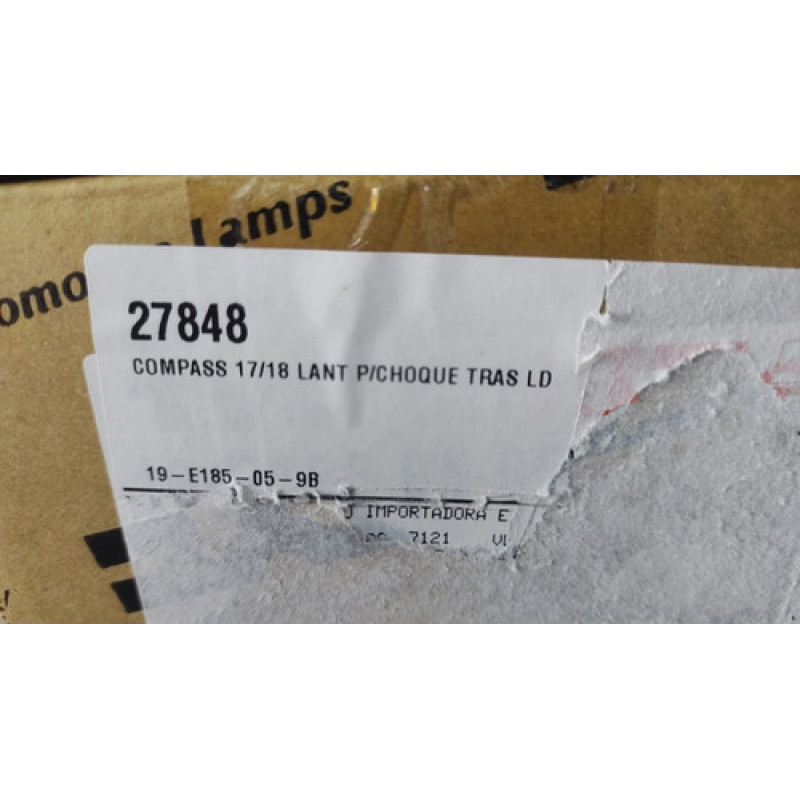 Lamps
27848
COMPASS 17/18 LANT P/CHOQUE TRAS LD
19-E185-05-9B
IMPORTADORA E
7121